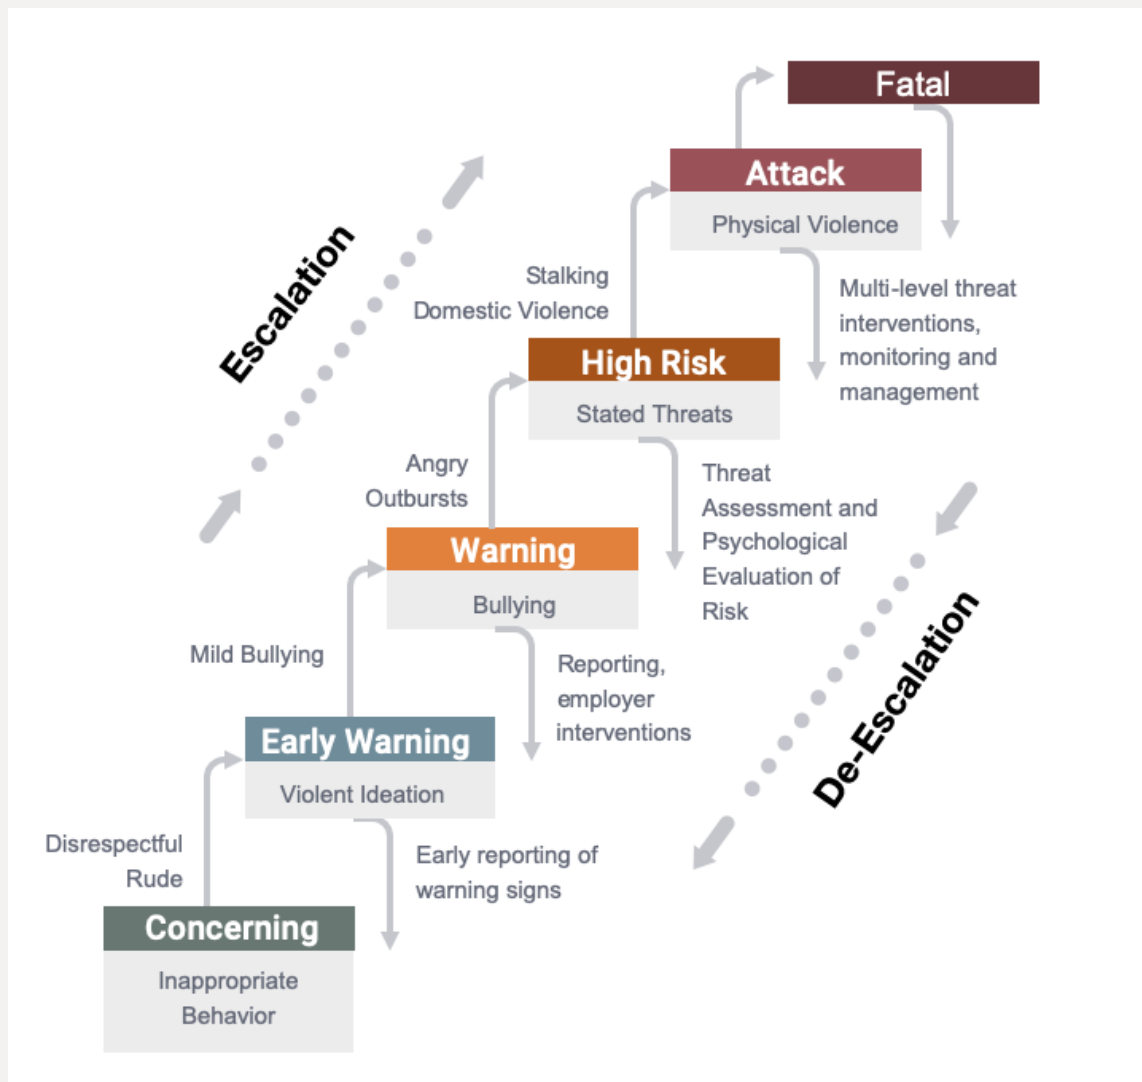 Fatal
Attack
Physical Violence
Escalation
Stalking
Domestic Violence
Multi-level threat
interventions,
monitoring and
management
High Risk
Stated Threats
Angry
Outbursts
Threat
Assessment and
Psychological
Evaluation of
Risk
Warning
Bullying
De-Escalation
Mild Bullying
Reporting,
employer
interventions
Early Warning
Violent Ideation
Disrespectful
Rude
Early reporting of
warning signs
Concerning
Inappropriate
Behavior